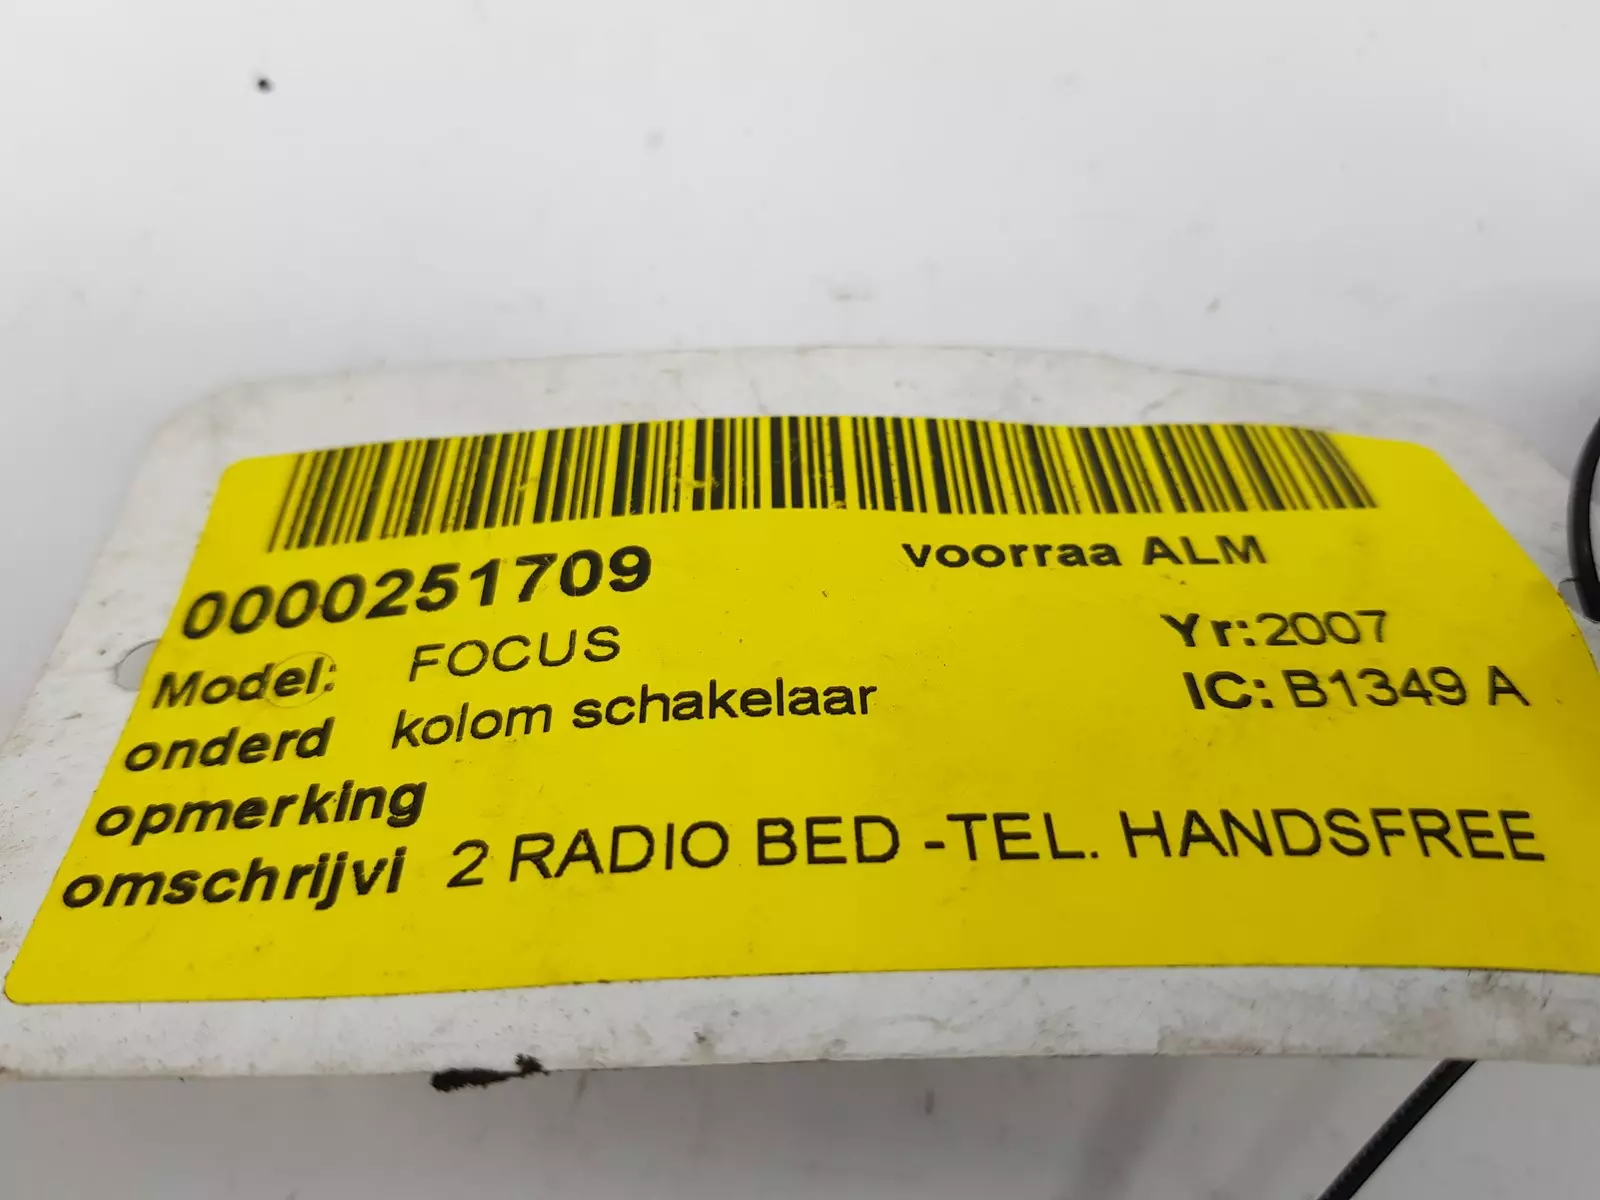 0000251709 voorraa ALM
Model: FOCUS Yr:2007
onderd kolom schakelaar IC: B1349 A
opmerking
omschrijvi 2 RADIO BED -TEL. HANDSFREE